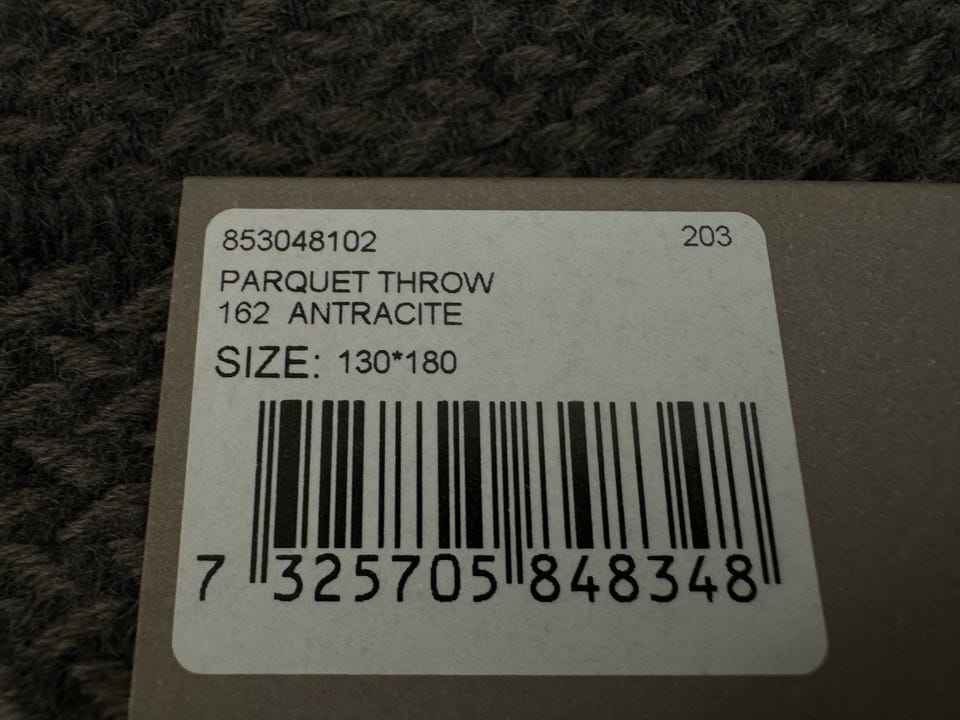 853048102 203
PARQUET THROW
162 ANTRACITE
SIZE: 130*180
7 325705 848348